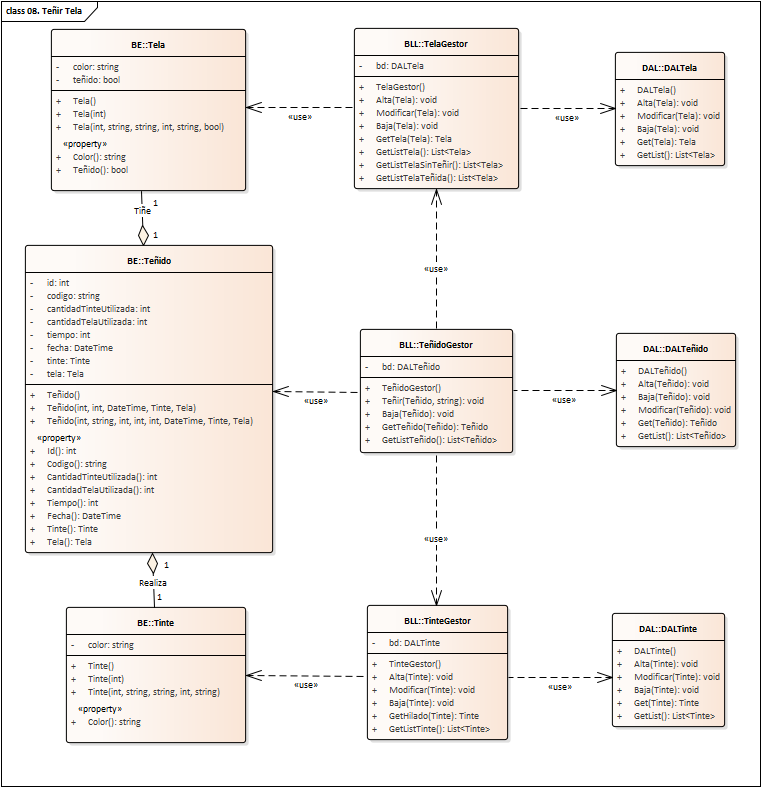 class 08. Teñir Tela
BE::Tela
- color: string
- teñido: bool
+ Tela()
+ Tela(int)
+ Tela(int, string, string, int, string, bool)
«property»
+ Color(): string
+ Teñido(): bool
BLL::TelaGestor
- bd: DALTela
+ TelaGestor()
+ Alta(Tela): void
+ Modificar(Tela): void
+ Baja(Tela): void
+ GetTela(Tela): Tela
+ GetListTela(): List<Tela>
+ GetListTelaSinTeñir(): List<Tela>
+ GetListTelaTeñida(): List<Tela>
DAL::DALTela
+ DALTela()
+ Alta(Tela): void
+ Modificar(Tela): void
+ Baja(Tela): void
+ Get(Tela): Tela
+ GetList(): List<Tela>
«use»
«use»
1
Tiñe
1
«use»
BE::Teñido
- id: int
- codigo: string
- cantidadTinteUtilizada: int
- cantidadTelaUtilizada: int
- tiempo: int
- fecha: DateTime
- tinte: Tinte
- tela: Tela
+ Teñido()
+ Teñido(int, int, DateTime, Tinte, Tela)
+ Teñido(int, string, int, int, int, DateTime, Tinte, Tela)
«property»
+ Id(): int
+ Codigo(): string
+ CantidadTinteUtilizada(): int
+ CantidadTelaUtilizada(): int
+ Tiempo(): int
+ Fecha(): DateTime
+ Tinte(): Tinte
+ Tela(): Tela
BLL::TeñidoGestor
- bd: DALTeñido
+ TeñidoGestor()
+ Teñir(Teñido, string): void
+ Baja(Teñido): void
+ GetTeñido(Teñido): Teñido
+ GetListTeñido(): List<Teñido>
DAL::DALTeñido
+ DALTeñido()
+ Alta(Teñido): void
+ Baja(Teñido): void
+ Modificar(Teñido): void
+ Get(Teñido): Teñido
+ GetList(): List<Teñido>
«use»
«use»
«use»
1
Realiza
1
BE::Tinte
- color: string
+ Tinte()
+ Tinte(int)
+ Tinte(int, string, string, int, string)
«property»
+ Color(): string
BLL::TinteGestor
- bd: DALTinte
+ TinteGestor()
+ Alta(Tinte): void
+ Modificar(Tinte): void
+ Baja(Tinte): void
+ GetHilado(Tinte): Tinte
+ GetListTinte(): List<Tinte>
DAL::DALTinte
+ DALTinte()
+ Alta(Tinte): void
+ Modificar(Tinte): void
+ Baja(Tinte): void
+ Get(Tinte): Tinte
+ GetList(): List<Tinte>
«use»
«use»